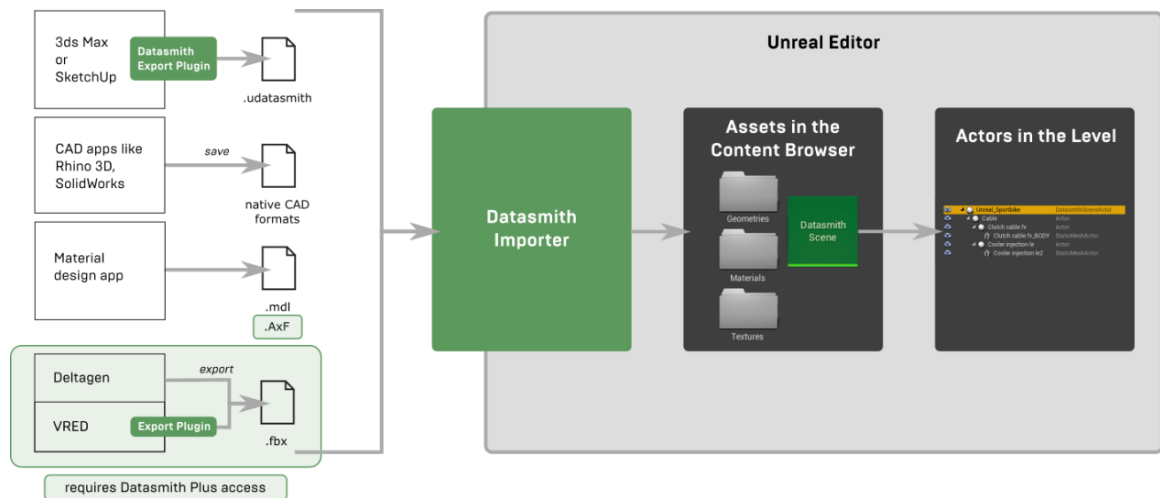 3ds Max
or
SketchUp
Datasmith
Export Plugin
.udatasmith
CAD apps like
Rhino 3D,
SolidWorks
save
native CAD
formats
Material
design app
.mdl
.AxF
Deltagen
export
VRED
Export Plugin
.fbx
requires Datasmith Plus access
Unreal Editor
Datasmith
Importer
Assets in the
Content Browser
Geometries
Materials
Textures
Datasmith
Scene
Actors in the Level
Unreal_Sportbike DatasmithSceneActor
Cable Actor
Clutch cable fv Actor
Clutch cable fv_BODY StaticMeshActor
Cooler injection le Actor
Cooler injection le2 StaticMeshActor